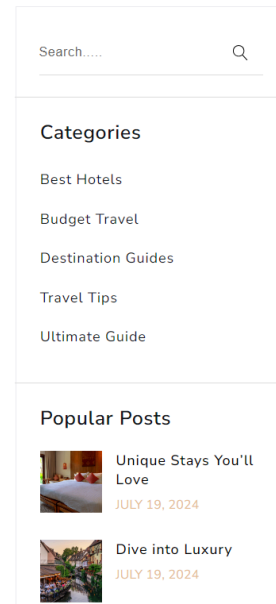 Search.....
Categories
Best Hotels
Budget Travel
Destination Guides
Travel Tips
Ultimate Guide
Popular Posts
Unique Stays You’ll
Love
JULY 19, 2024
Dive into Luxury
JULY 19, 2024